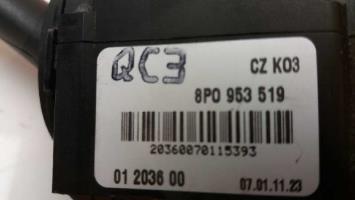 QC3
CZ K03
8P0 953 519
20360070115393
01 2036 00
07.01.11.23